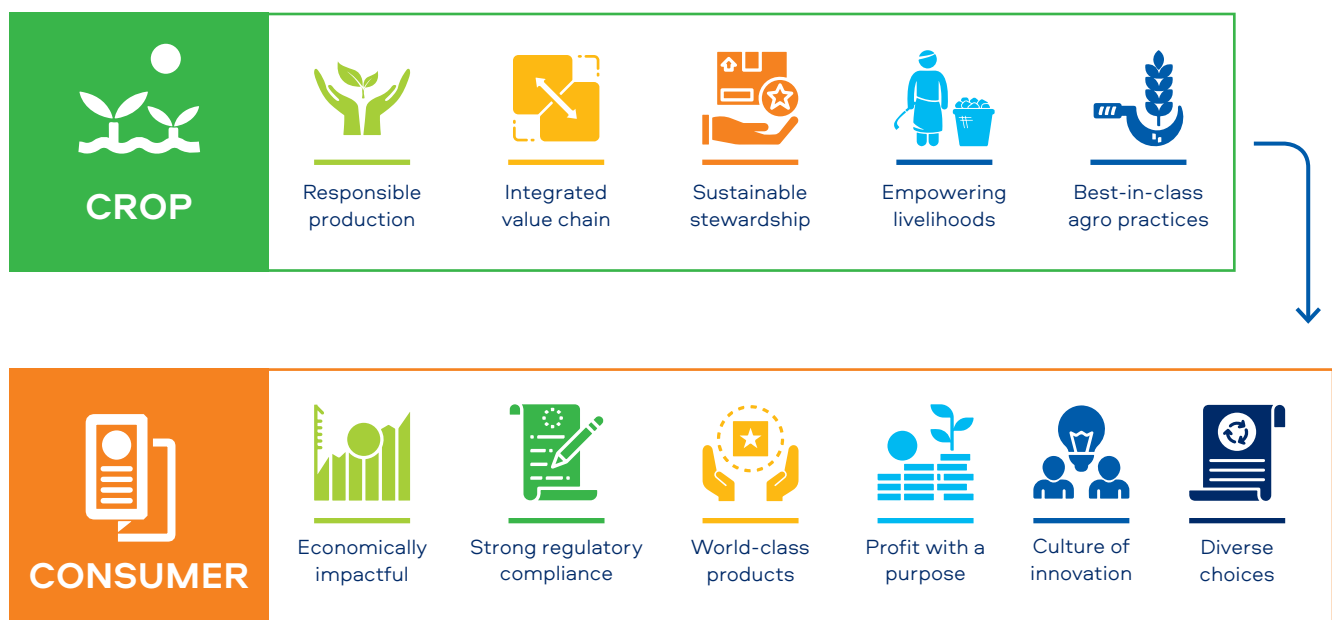 CROP
Responsible
production
Integrated
value chain
Sustainable
stewardship
Empowering
livelihoods
Best-in-class
agro practices
CONSUMER
Economically
impactful
Strong regulatory
compliance
World-class
products
Profit with a
purpose
Culture of
innovation
Diverse
choices